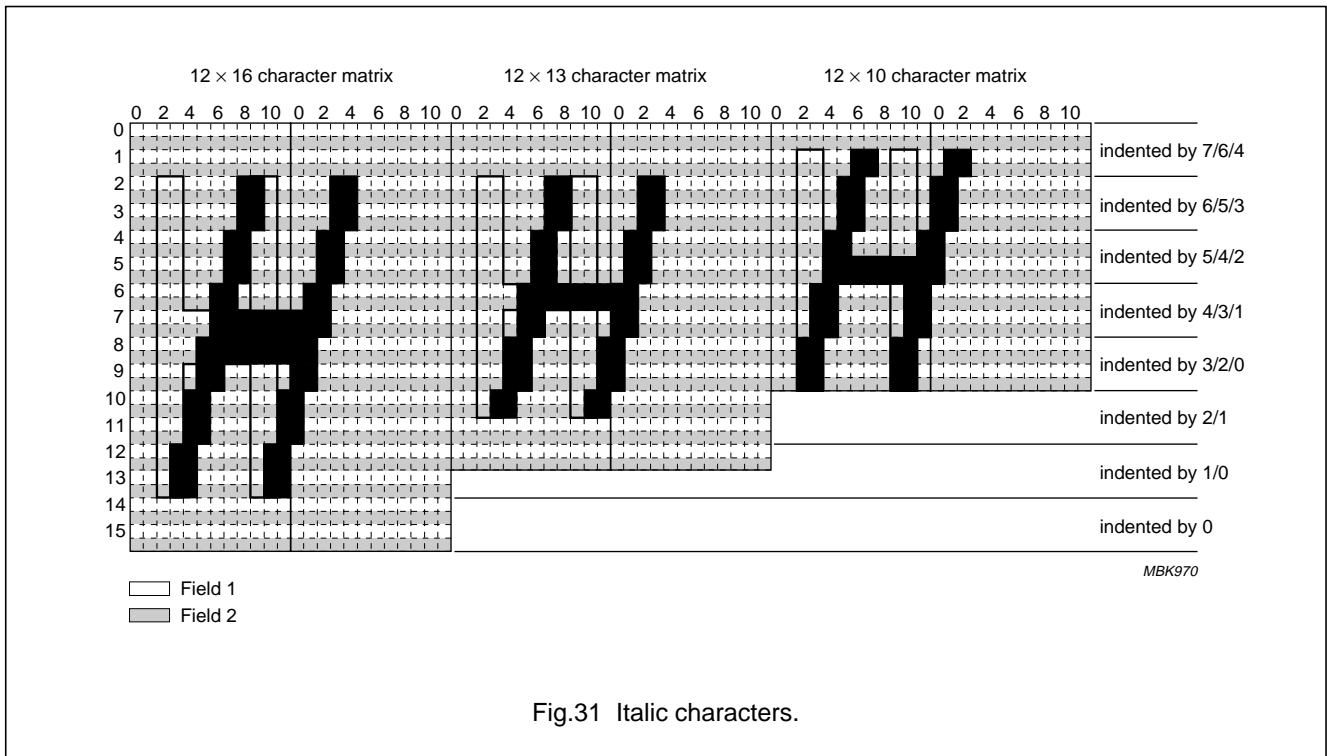 12 × 16 character matrix 12 × 13 character matrix 12 × 10 character matrix
0 2 4 6 8 10 0 2 4 6 8 10 0 2 4 6 8 10 0 2 4 6 8 10 0 2 4 6 8 10 0 2 4 6 8 10
0
1 indented by 7/6/4
2
3 indented by 6/5/3
4
5 indented by 5/4/2
6
7 indented by 4/3/1
8
9 indented by 3/2/0
10
11 indented by 2/1
12
13 indented by 1/0
14
15 indented by 0
MBK970
Field 1
Field 2
Fig.31 Italic characters.